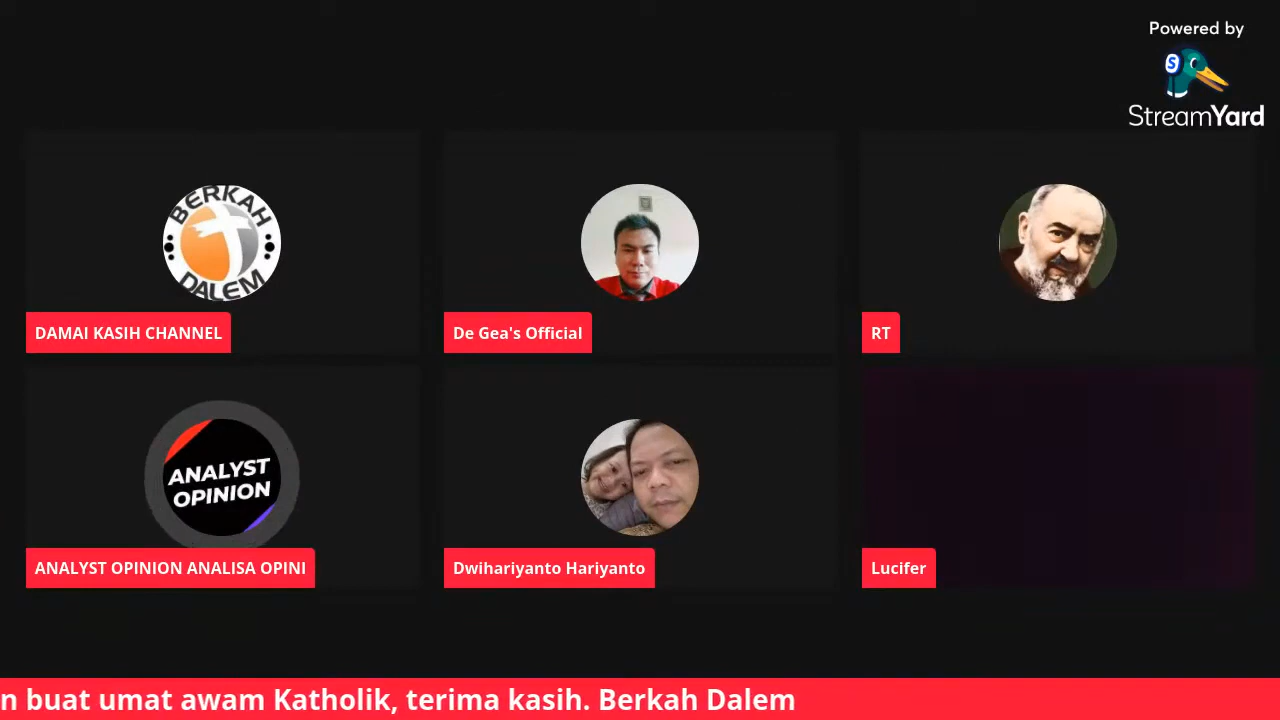 Powered by
S
StreamYard
BERKAH
DALEM
DAMAI KASIH CHANNEL
De Gea's Official
RT
ANALYST
OPINION
ANALYST OPINION ANALISA OPINI
Dwihariyanto Hariyanto
Lucifer
n buat umat awam Katholik, terima kasih. Berkah Dalem